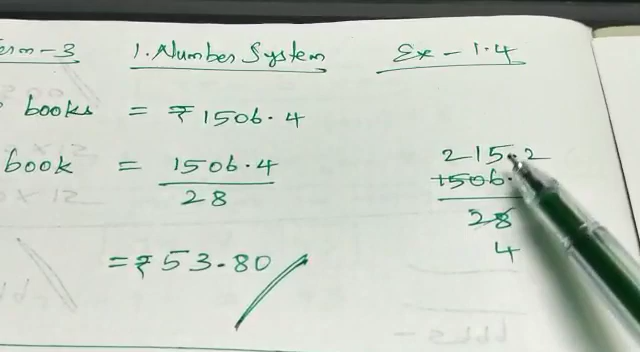 erm-3 1. Number System Ex - 1.4
books = ₹1506.4
book = 1506.4
28
= ₹53.80
215.2
1506.
28
4